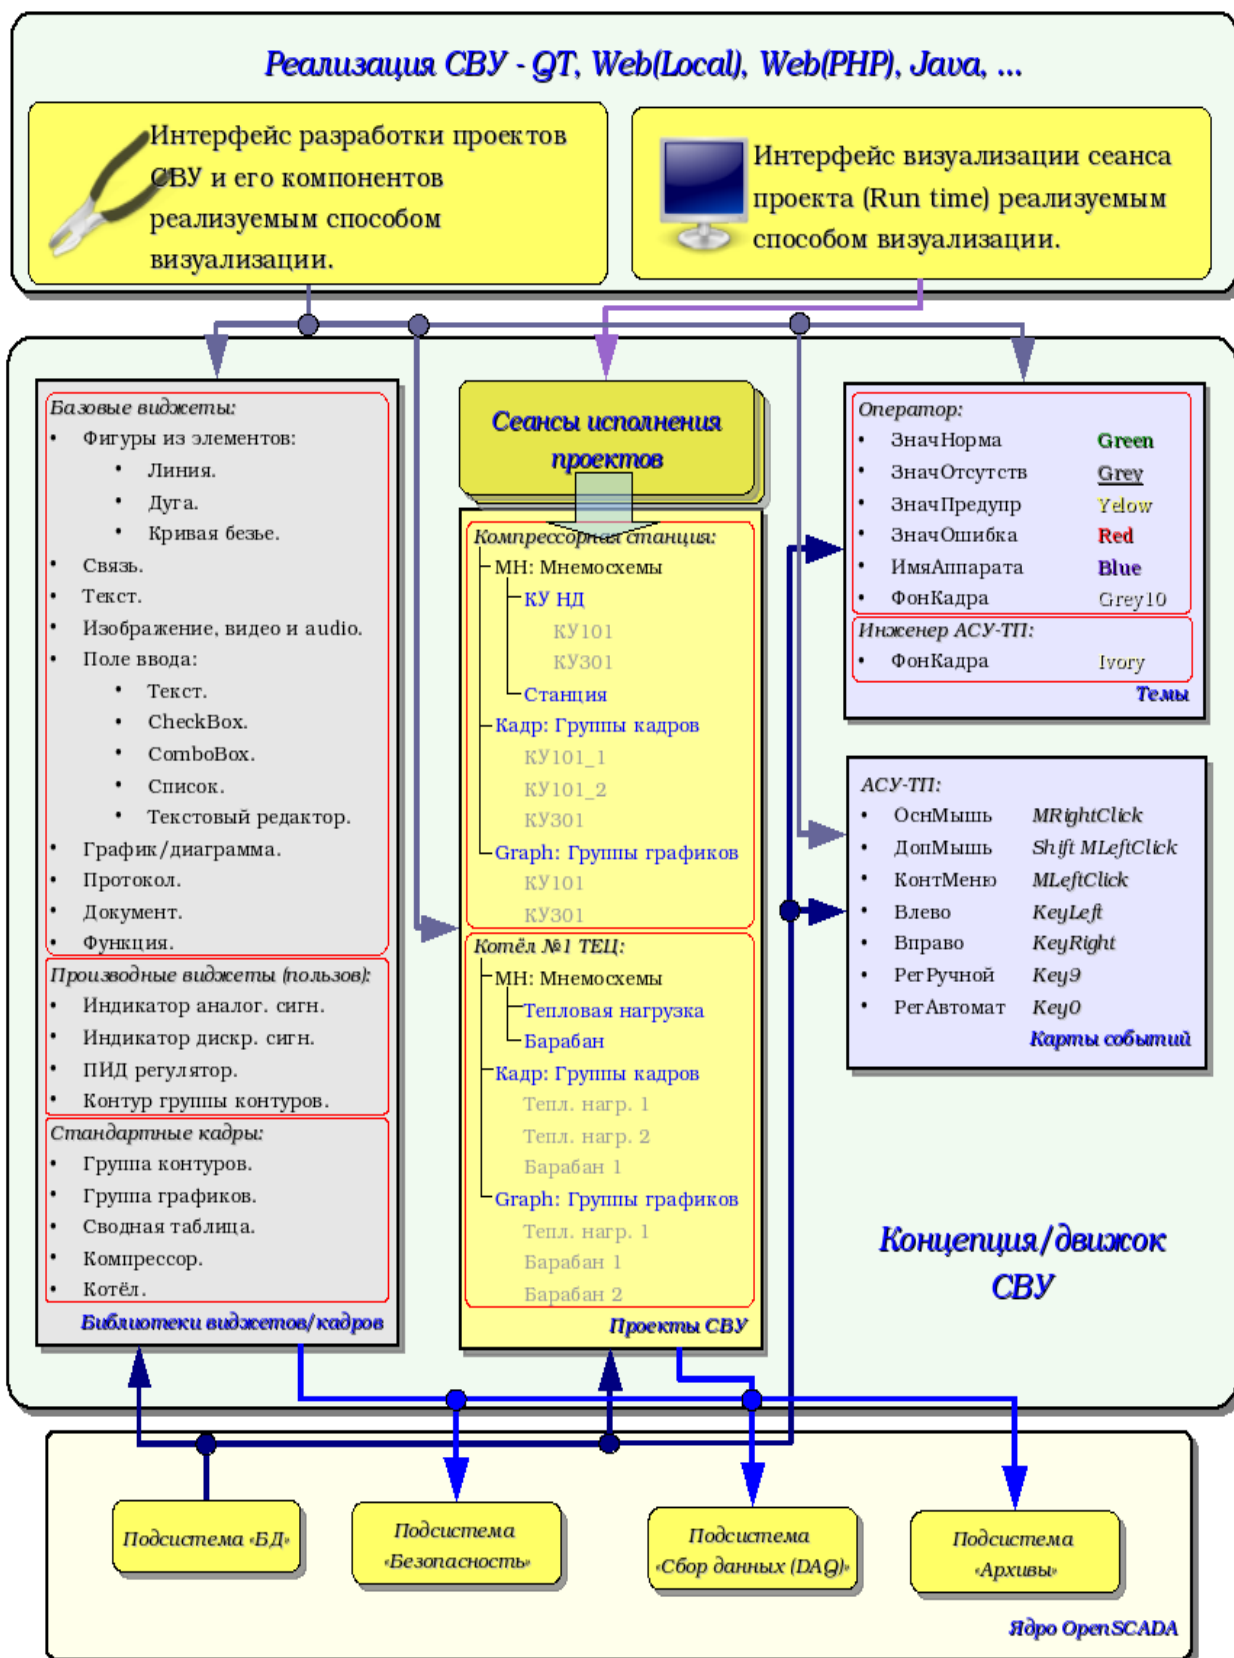 Реализация СВУ - QT, Web(Local), Web(PHP), Java, ...
Интерфейс разработки проектов
СВУ и его компонентов
реализуемым способом
визуализации.
Интерфейс визуализации сеанса
проекта (Run time) реализуемым
способом визуализации.
Базовые виджеты:
• Фигуры из элементов:
• Линия.
• Дуга.
• Кривая безье.
• Связь.
• Текст.
• Изображение, видео и audio.
• Поле ввода:
• Текст.
• CheckBox.
• ComboBox.
• Список.
• Текстовый редактор.
• График/диаграмма.
• Протокол.
• Документ.
• Функция.
Производные виджеты (пользов):
• Индикатор аналог. сигн.
• Индикатор дискр. сигн.
• ПИД регулятор.
• Контур группы контуров.
Стандартные кадры:
• Группа контуров.
• Группа графиков.
• Сводная таблица.
• Компрессор.
• Котёл.
Библиотеки виджетов/кадров
Сеансы исполнения
проектов
Компрессорная станция:
МН: Мнемосхемы
КУ НД
КУ101
КУ301
Станция
Кадр: Группы кадров
КУ101_1
КУ101_2
КУ301
Graph: Группы графиков
КУ101
КУ301
Котёл №1 ТЕЦ:
МН: Мнемосхемы
Тепловая нагрузка
Барабан
Кадр: Группы кадров
Тепл. нагр. 1
Тепл. нагр. 2
Барабан 1
Graph: Группы графиков
Тепл. нагр. 1
Барабан 1
Барабан 2
Проекты СВУ
Оператор:
• ЗначНорма Green
• ЗначОтсутств Grey
• ЗначПредупр Yelow
• ЗначОшибка Red
• ИмяАппарата Blue
• ФонКадра Grey10
Инженер АСУ-ТП:
• ФонКадра Ivory
Темы
АСУ-ТП:
• ОснМышь MRightClick
• ДопМышь Shift MLeftClick
• КонтМеню MLeftClick
• Влево KeyLeft
• Вправо KeyRight
• РегРучной Key9
• РегАвтомат Key0
Карты событий
Концепция/движок
СВУ
Подсистема «БД»
Подсистема
«Безопасность»
Подсистема
«Сбор данных (DAQ)»
Подсистема
«Архивы»
Ядро OpenSCADA